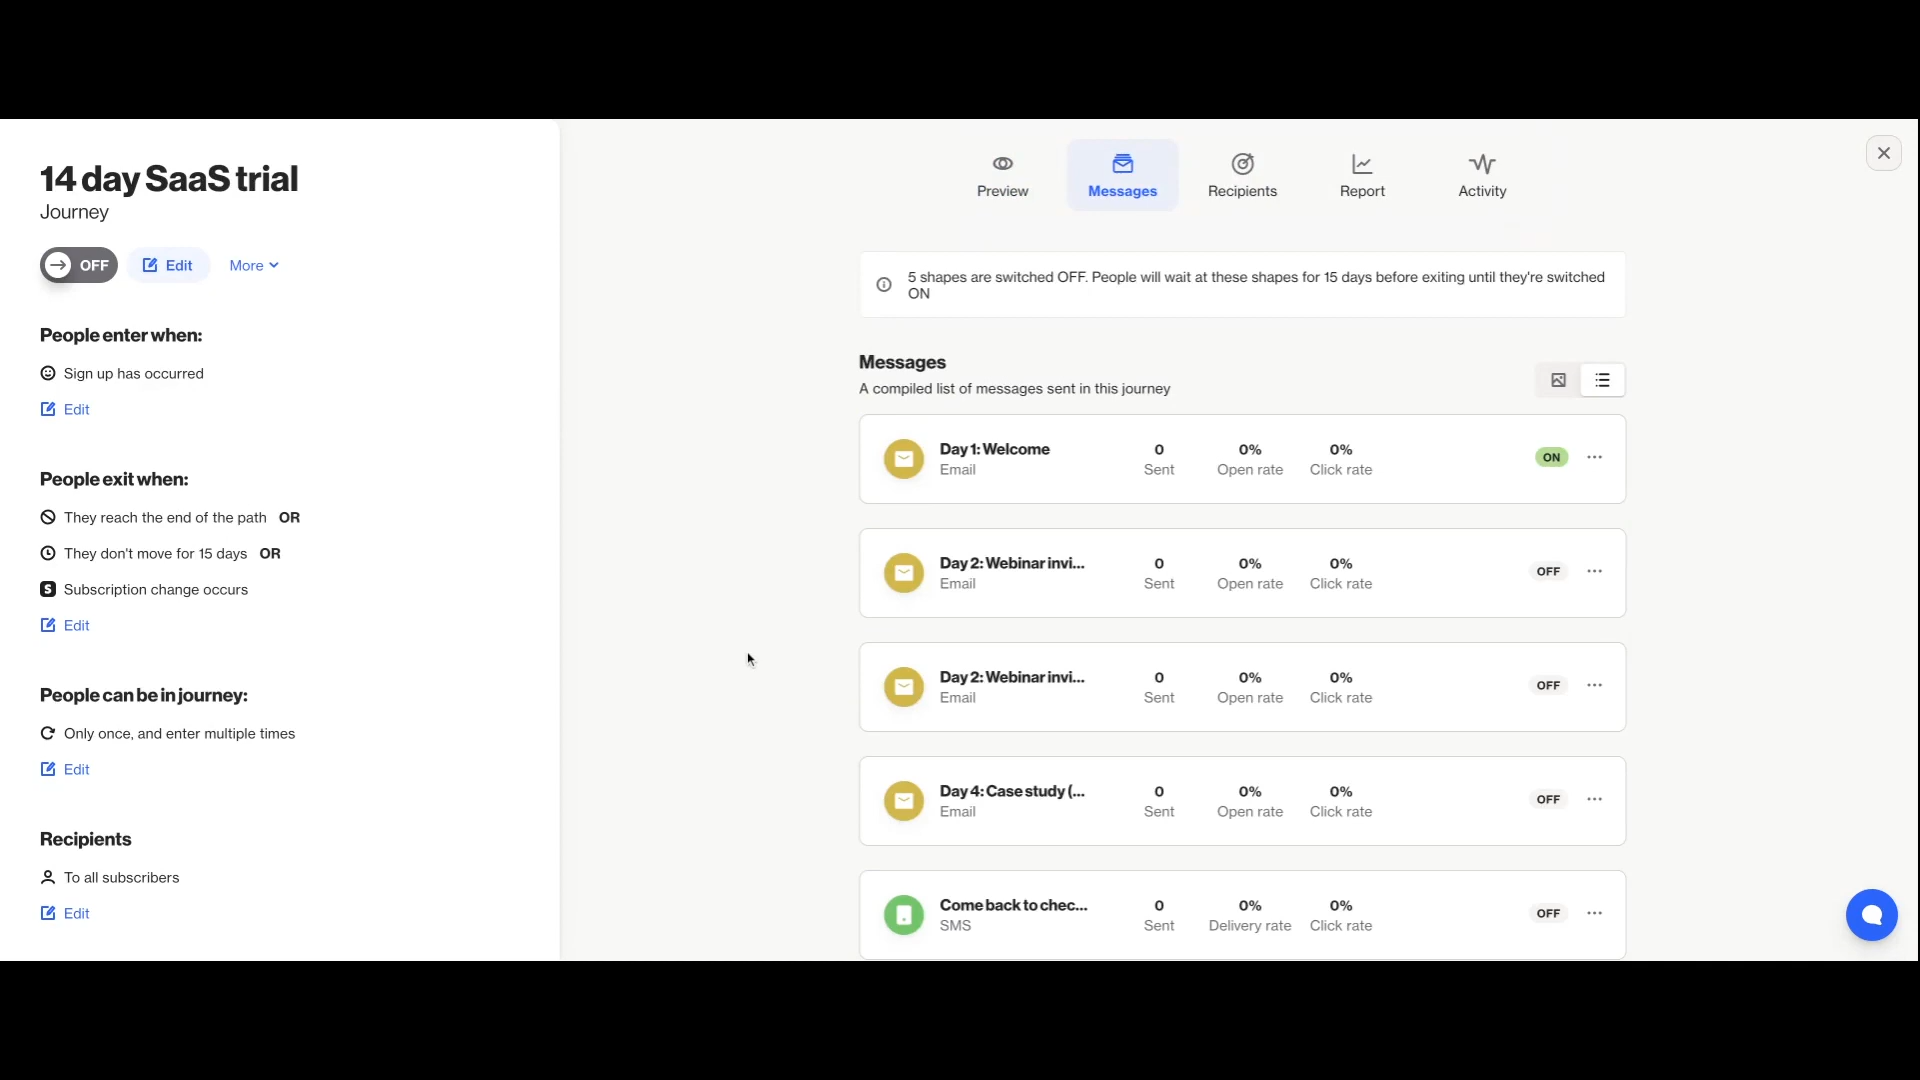 14 day SaaS trial
Journey
OFF
Edit
More
People enter when:
Sign up has occurred
Edit
People exit when:
They reach the end of the path OR
They don't move for 15 days OR
S Subscription change occurs
Edit
People can be in journey:
Only once, and enter multiple times
Edit
Recipients
To all subscribers
Edit
Preview
Messages
Recipients
Report
Activity
5 shapes are switched OFF. People will wait at these shapes for 15 days before exiting until they're switched
ON
Messages
A compiled list of messages sent in this journey
Day 1: Welcome 0 0% 0% ON
Email Sent Open rate Click rate
Day 2: Webinar invi... 0 0% 0% OFF
Email Sent Open rate Click rate
Day 2: Webinar invi... 0 0% 0% OFF
Email Sent Open rate Click rate
Day 4: Case study (... 0 0% 0% OFF
Email Sent Open rate Click rate
Come back to chec... 0 0% 0% OFF
SMS Sent Delivery rate Click rate